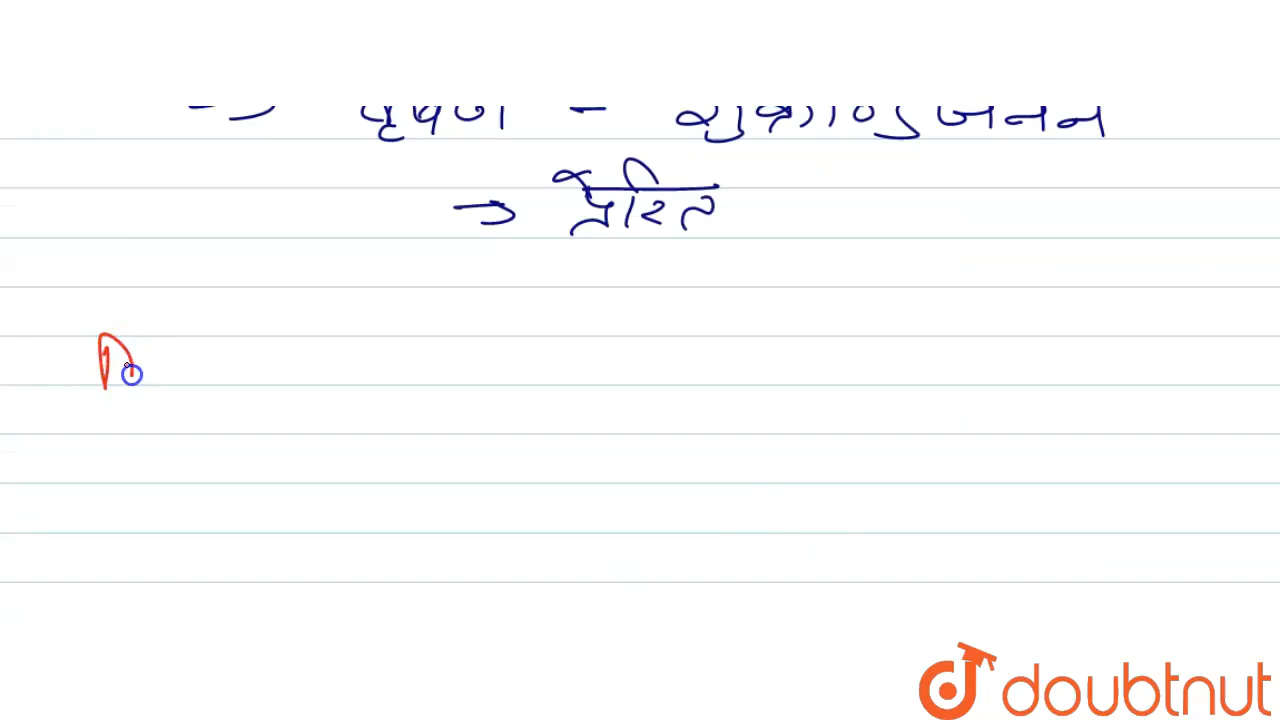 → वृषण - शुक्राणुजनन
→ प्रेरित
doubtnut